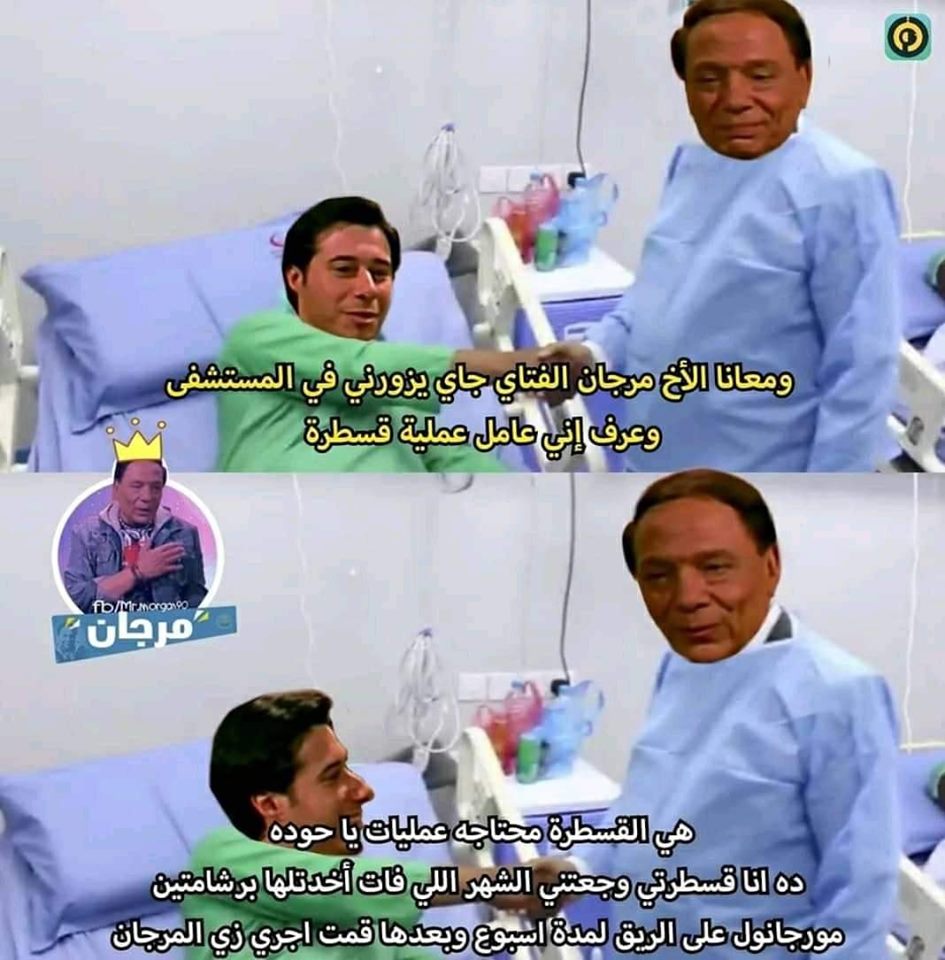 ومعانا الأخ مرجان الفتاي جاي يزورني في المستشفى
وعرف إني عامل عملية قسطرة
fb/Mr.morgan90
مرجان
هي القسطرة محتاجه عمليات يا حوده
ده انا قسطرتي وجعتني الشهر اللي فات أخدتلها برشامتين
مورجانول على الريق لمدة اسبوع وبعدها قمت اجري زي المرجان